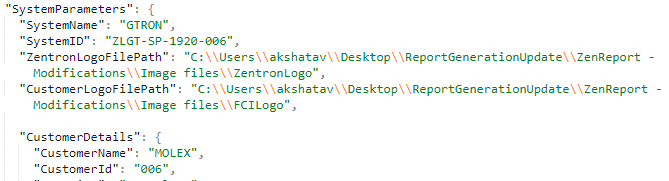 "SystemParameters": {
"SystemName": "GTRON",
"SystemID": "ZLGT-SP-1920-006",
"ZentronLogoFilePath": "C:\\Users\\akshatav\\Desktop\\ReportGenerationUpdate\\ZenReport -
Modifications\\Image files\\ZentronLogo",
"CustomerLogoFilePath": "C:\\Users\\akshatav\\Desktop\\ReportGenerationUpdate\\ZenReport -
Modifications\\Image files\\FCILogo",
"CustomerDetails": {
"CustomerName": "MOLEX",
"CustomerId": "006",